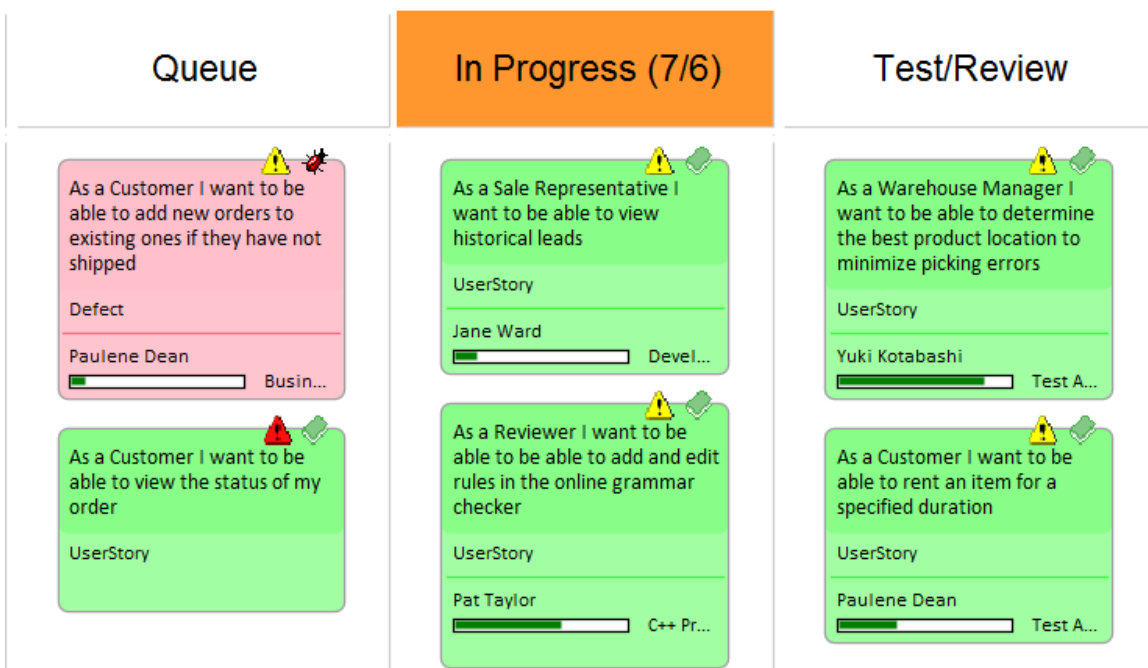 Queue
In Progress (7/6)
Test/Review
As a Customer I want to be
able to add new orders to
existing ones if they have not
shipped
Defect
Paulene Dean
Busin...
As a Customer I want to be
able to view the status of my
order
UserStory
As a Sale Representative I
want to be able to view
historical leads
UserStory
Jane Ward
Devel...
As a Reviewer I want to be
able to be able to add and edit
rules in the online grammar
checker
UserStory
Pat Taylor
C++ Pr...
As a Warehouse Manager I
want to be able to determine
the best product location to
minimize picking errors
UserStory
Yuki Kotabashi
Test A...
As a Customer I want to be
able to rent an item for a
specified duration
UserStory
Paulene Dean
Test A...